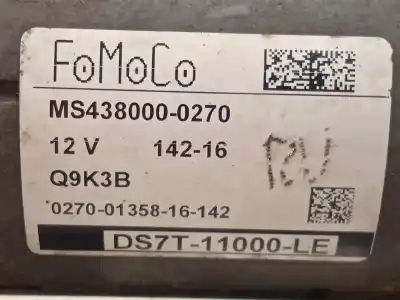 FoMoCo
MS438000-0270
12 V 142-16
Q9K3B
0270-01358-16-142
DS7T-11000-LE